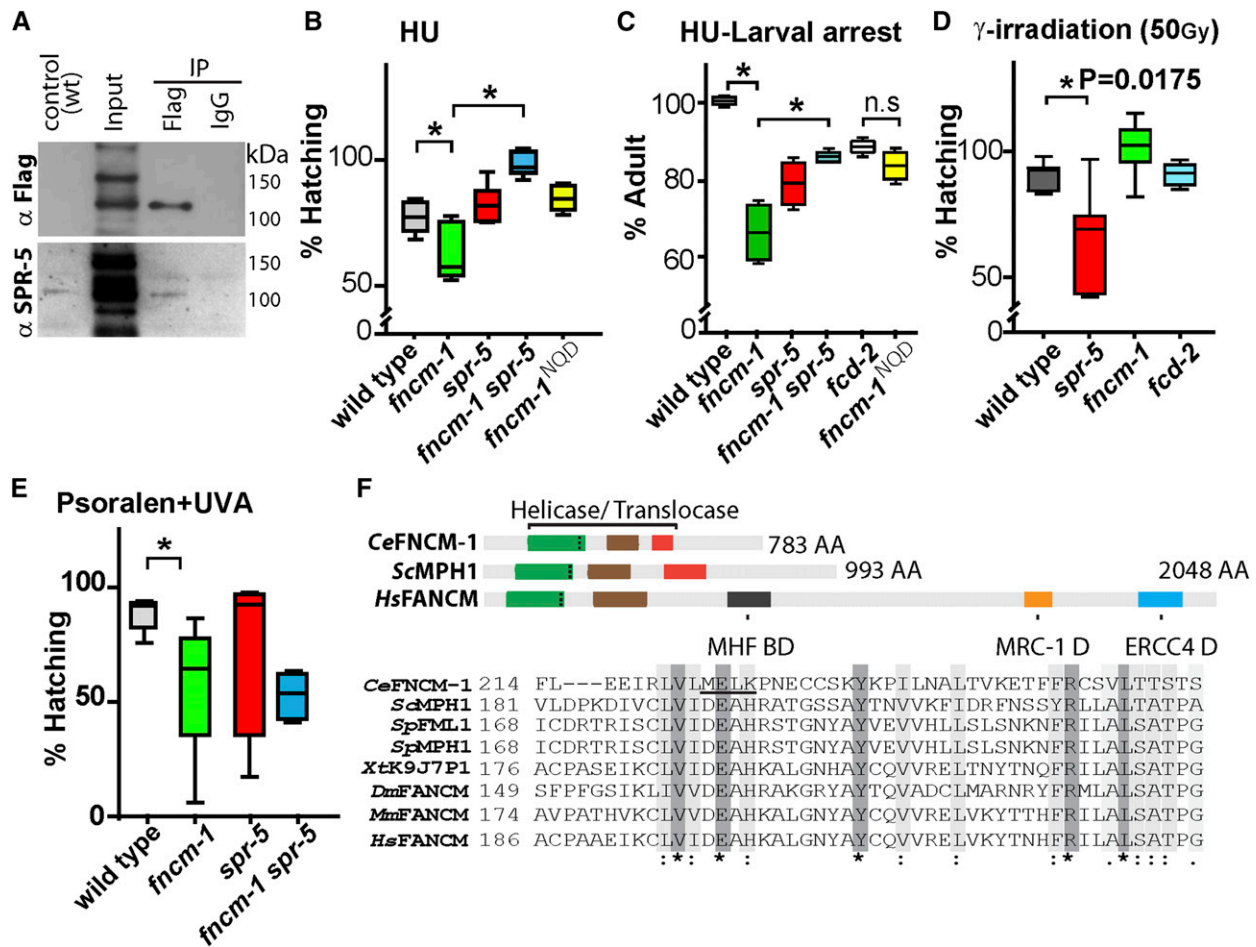 A
control (wt)
Input
IP
Flag
IgG
kDa
α Flag
150
100
α SPR-5
150
100
B
HU
% Hatching
100
50
0
*
*
wild type
fncm-1
spr-5
fncm-1 spr-5
fncm-1NQD
C
HU-Larval arrest
% Adult
100
80
60
0
*
*
n.s
wild type
fncm-1
spr-5
fncm-1 spr-5
fcd-2
fncm-1NQD
D
γ-irradiation (50Gy)
* P=0.0175
% Hatching
100
50
0
wild type
spr-5
fncm-1
fcd-2
E
Psoralen+UVA
% Hatching
100
50
0
*
wild type
fncm-1
spr-5
fncm-1 spr-5
F
Helicase/ Translocase
CeFNCM-1 783 AA
ScMPH1 993 AA
HsFANCM 2048 AA
MHF BD MRC-1 D ERCC4 D
CeFNCM-1 214 FL---EEIRLVLMELKPNECCSKYKPILNALTVKETFFRCSVLTTSTS
ScMPH1 181 VLDPKDIVCLVIDEAHRATGSSAYTNVVKFIDRFNSSYRLLALTATPA
SpFML1 168 ICDRTRISCLVIDEAHRSTGNYAYVEVVHLLSLSNKNFRILALSATPG
SpMPH1 168 ICDRTRISCLVIDEAHRSTGNYAYVEVVHLLSLSNKNFRILALSATPG
XtK9J7P1 176 ACPASEIKCLVIDEAHKALGNHAYCQVVRELTNYTNQFRILALSATPG
DmFANCM 149 SFPFGSIKLIVVDEAHKARGRYAYTQVADCLMARNRYFRMLALSATPG
MmFANCM 174 AVPATHVKCLVVDEAHKALGNYAYCQVVRELVKYTTHFRILALSATPG
HsFANCM 186 ACPAAEIKCLVIDEAHKALGNYAYCQVVRELVKYTNHFRILALSATPG
:*: * : * : : :* .*::: .